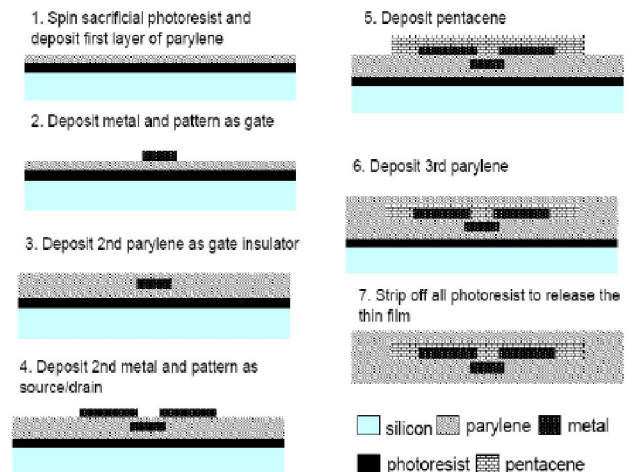 1. Spin sacrificial photoresist and
deposit first layer of parylene
2. Deposit metal and pattern as gate
3. Deposit 2nd parylene as gate insulator
4. Deposit 2nd metal and pattern as
source/drain
5. Deposit pentacene
6. Deposit 3rd parylene
7. Strip off all photoresist to release the
thin film
silicon parylene metal
photoresist pentacene